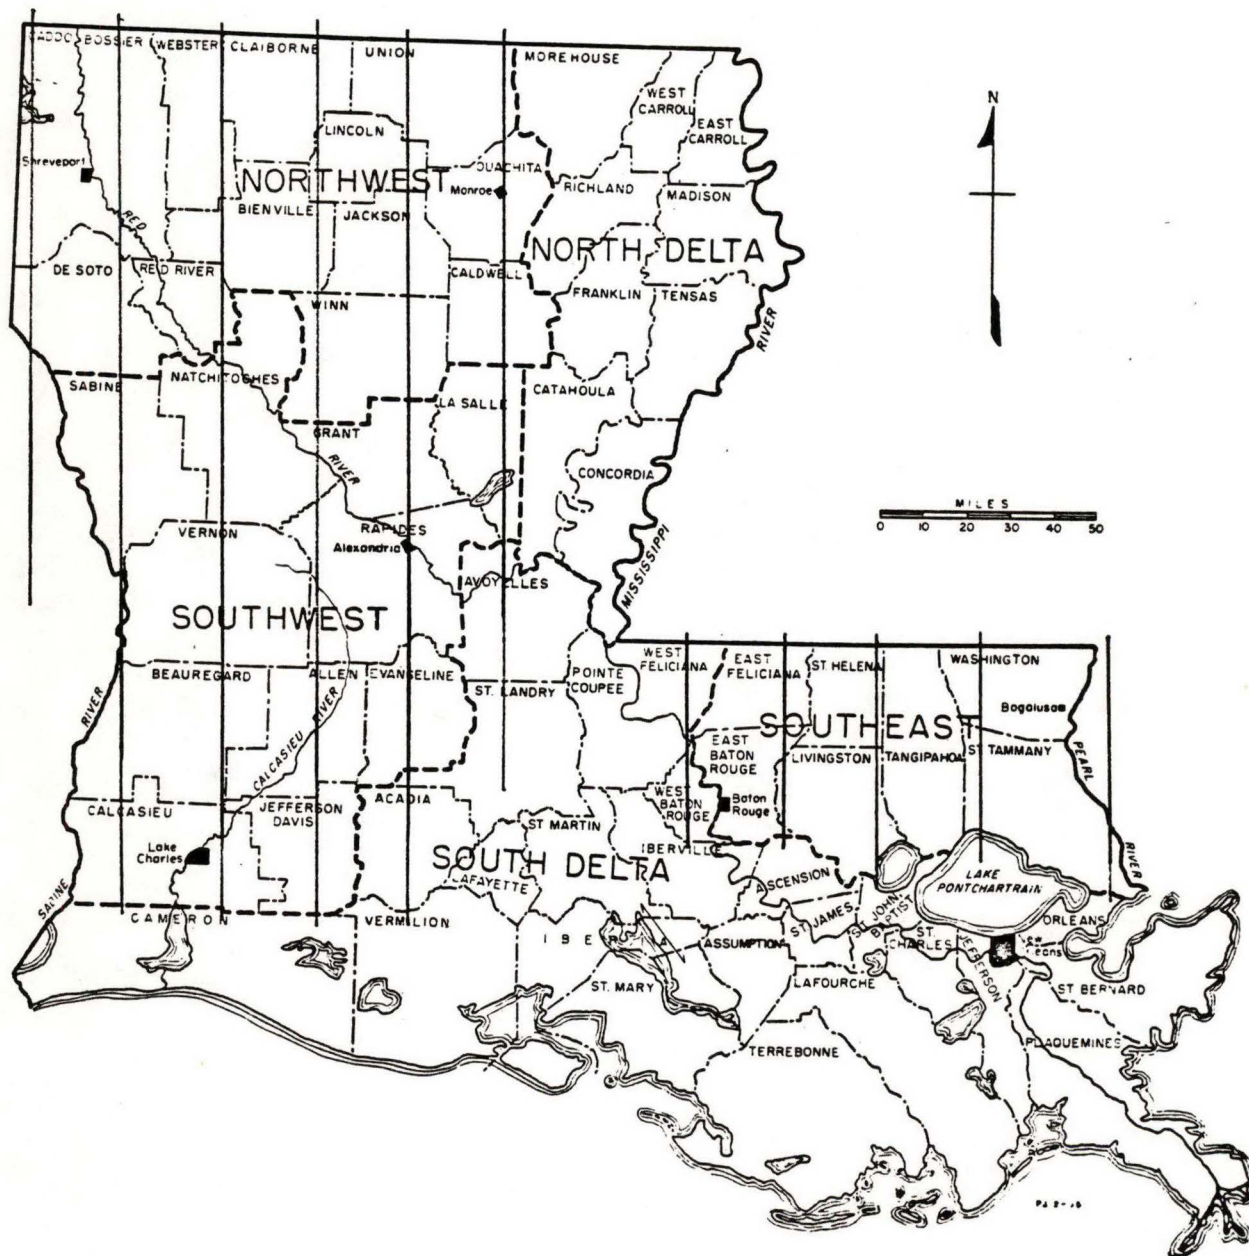 BOSSIER
WEBSTER
CLAIBORNE
UNION
MOREHOUSE
WEST
CARROLL
EAST
CARROLL
N
LINCOLN
Shreveport
OUACHITA
NORTHWEST
Monroe
RICHLAND
MADISON
BIENVILLE
JACKSON
RED
NORTH DELTA
DE SOTO
RED RIVER
CALDWELL
WINN
FRANKLIN
TENSAS
RIVER
SABINE
NATCHITOCHES
LA SALLE
CATAHOULA
GRANT
RIVER
CONCORDIA
MILES
0 10 20 30 40 50
VERNON
RAPIDES
Alexandria
AVOYELLES
MISSISSIPPI
SOUTHWEST
BEAUREGARD
ALLEN
EVANGELINE
ST. LANDRY
POINTE
COUPEE
WEST
FELICIANA
EAST
FELICIANA
ST HELENA
WASHINGTON
Bogalusa
RIVER
RIVER
CALCASIEU
SOUTHEAST
EAST
BATON
ROUGE
LIVINGSTON
TANGIPAHOA
ST TAMMANY
PEARL
CALCASIEU
JEFFERSON
DAVIS
ACADIA
WEST
BATON
ROUGE
Baton
Rouge
ST MARTIN
Lake
Charles
IBERVILLE
SOUTH DELTA
RIVER
LAFAYETTE
ASCENSION
LAKE
PONTCHARTRAIN
SABINE
CAMERON
VERMILION
ST JAMES
ST JOHN
BAPTIST
ST.
CHARLES
ORLEANS
IBERIA
ASSUMPTION
JEFFERSON
ST. MARY
LAFOURCHE
ST BERNARD
TERREBONNE
PLAQUEMINES